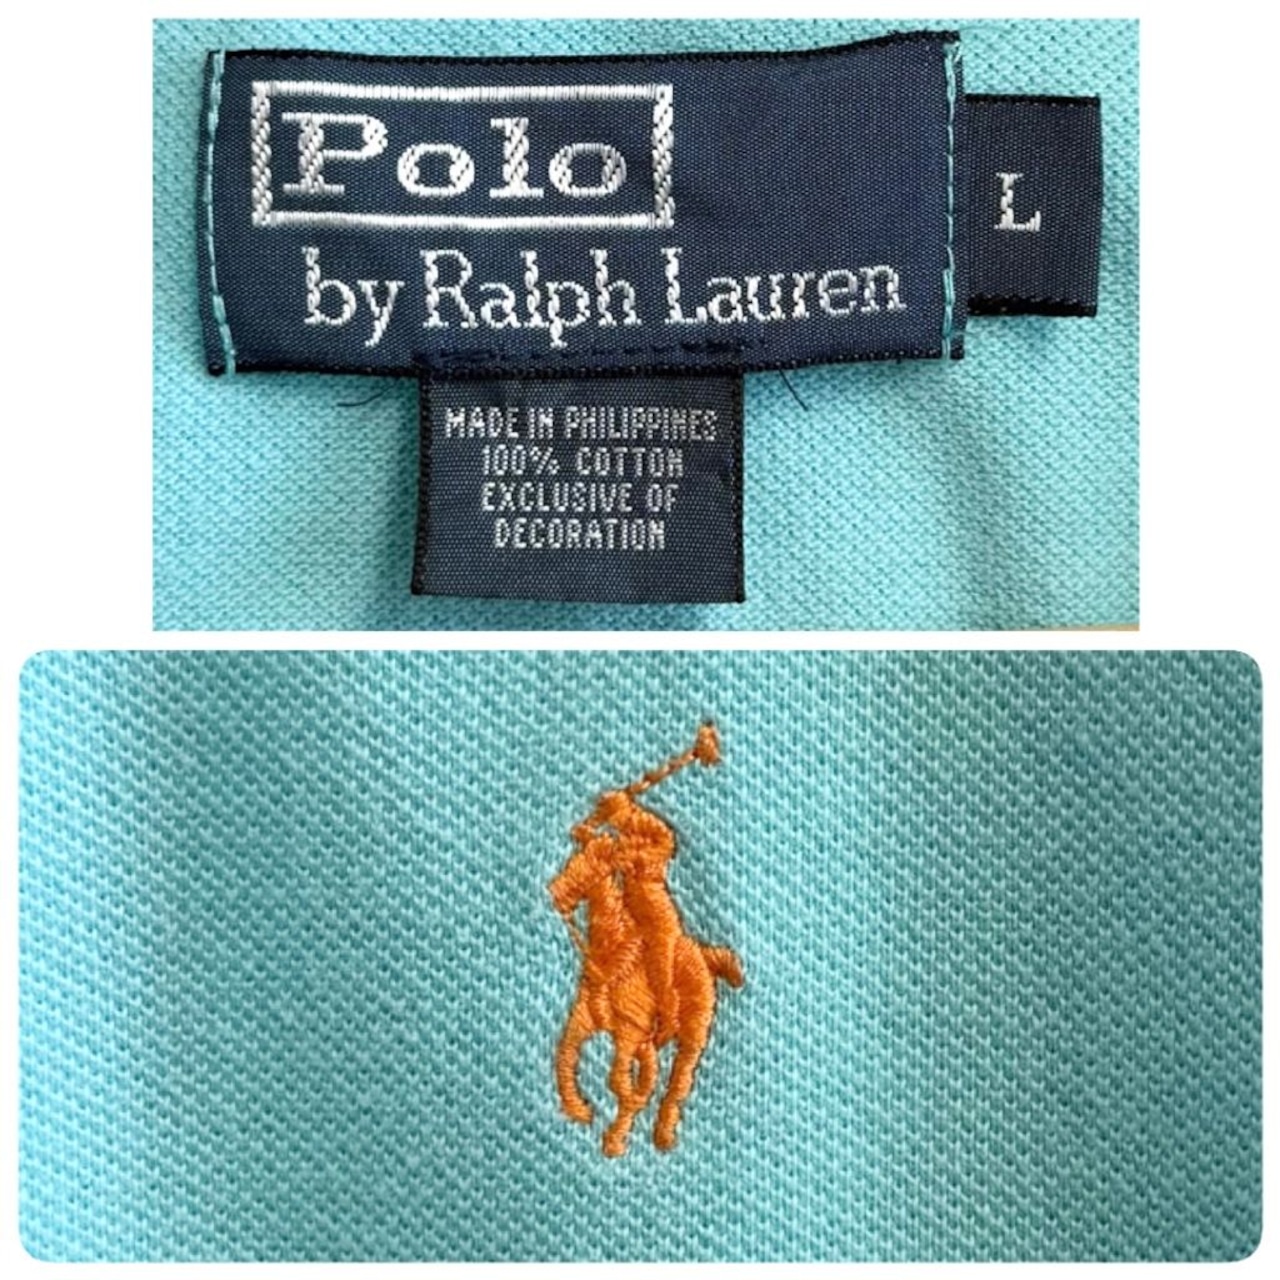 Polo
by Ralph Lauren
L
MADE IN PHILIPPINES
100% COTTON
EXCLUSIVE OF
DECORATION